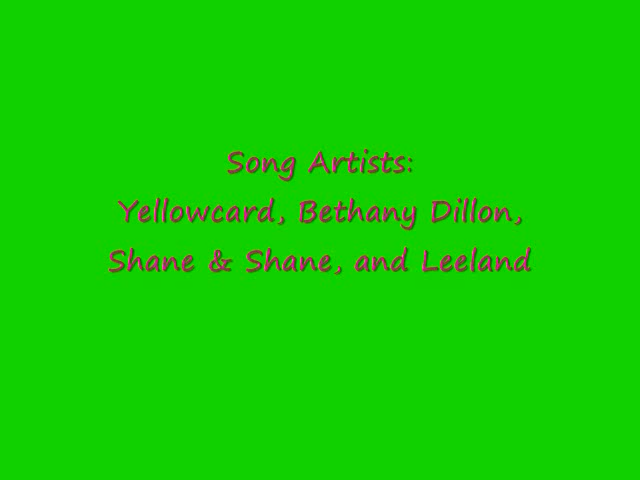 Song Artists:
Yellowcard, Bethany Dillon,
Shane & Shane, and Leeland